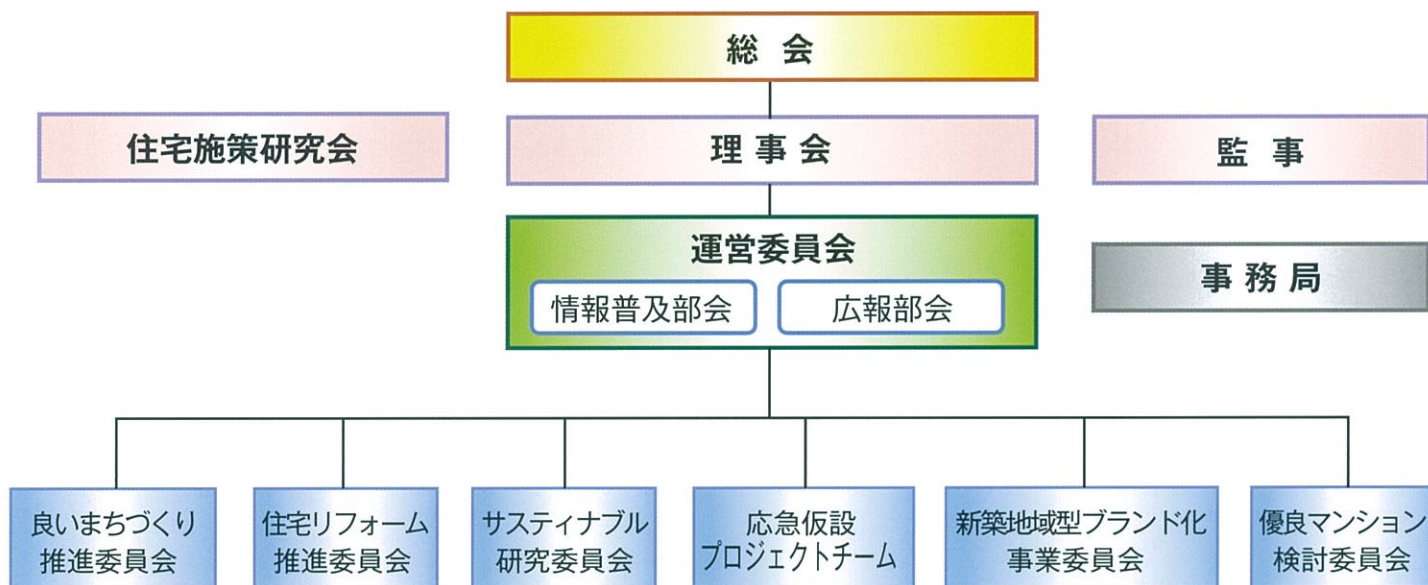 総会
住宅施策研究会
理事会
監事
運営委員会
情報普及部会
広報部会
事務局
良いまちづくり
推進委員会
住宅リフォーム
推進委員会
サスティナブル
研究委員会
応急仮設
プロジェクトチーム
新築地域型ブランド化
事業委員会
優良マンション
検討委員会